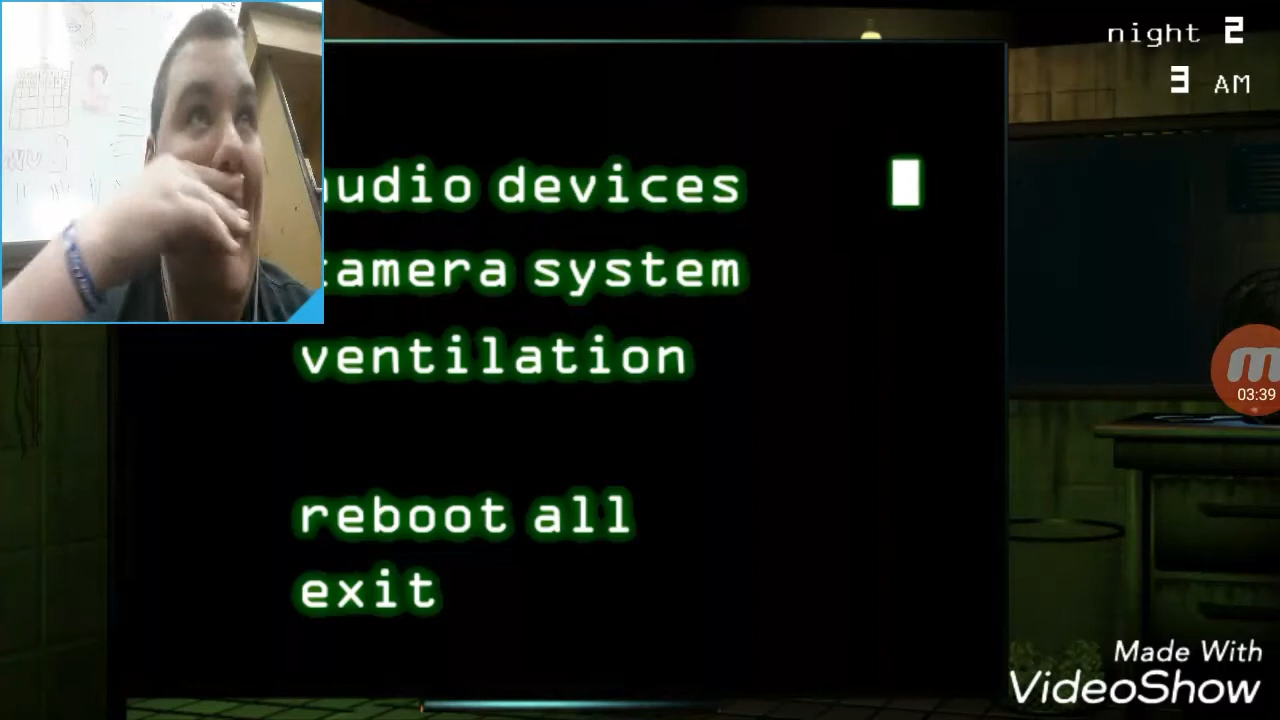 night 2
3 AM
udio devices
amera system
ventilation
03:39
reboot all
exit
Made With
VideoShow